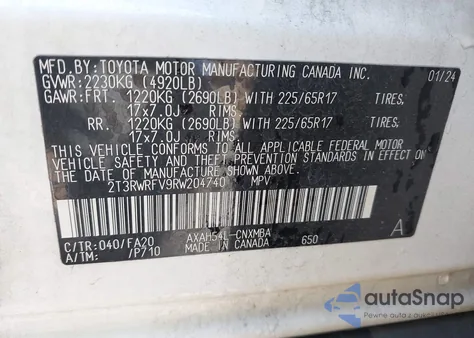 MFD.BY: TOYOTA MOTOR MANUFACTURING CANADA INC. 01/24
GVWR: 2230KG (4920LB)
GAWR: FRT. 1220KG (2690LB) WITH 225/65R17 TIRES,
17x7.0J RIMS,
RR. 1220KG (2690LB) WITH 225/65R17 TIRES,
17x7.0J RIMS,
THIS VEHICLE CONFORMS TO ALL APPLICABLE FEDERAL MOTOR
VEHICLE SAFETY, BUMPER, AND THEFT PREVENTION STANDARDS IN EFFECT ON
THE DATE OF MANUFACTURE SHOWN ABOVE.
2T3RWRFV9RW204740 MPV
C/TR: 040/FA20 AXAH54L-CNXMBA A
A/TM: /P710 MADE IN CANADA 650
autoSnap
Pewne auto z